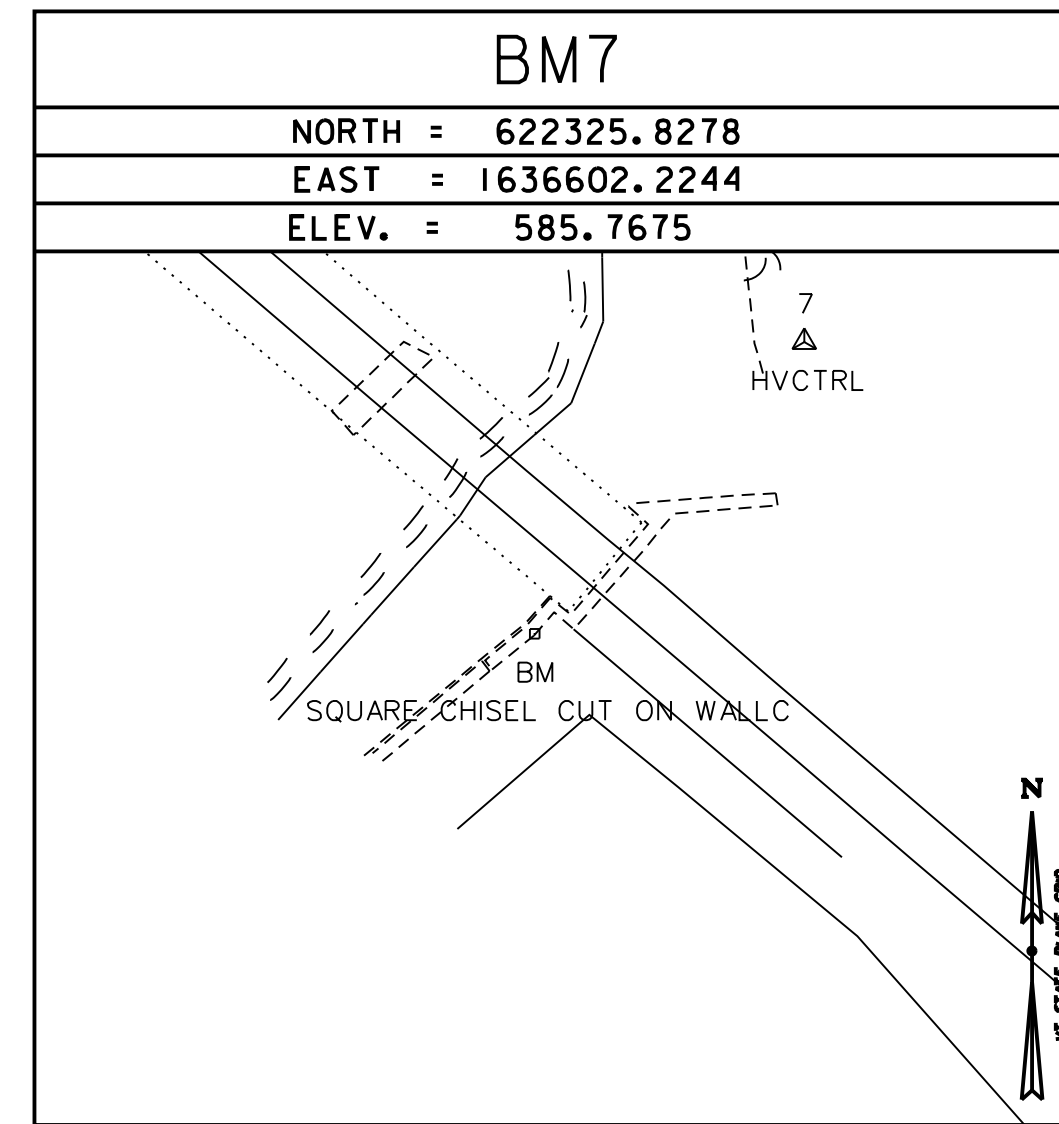 BM7
NORTH = 622325.8278
EAST = 1636602.2244
ELEV. = 585.7675
7
HVCTRL
BM
SQUARE CHISEL CUT ON WALLC
N